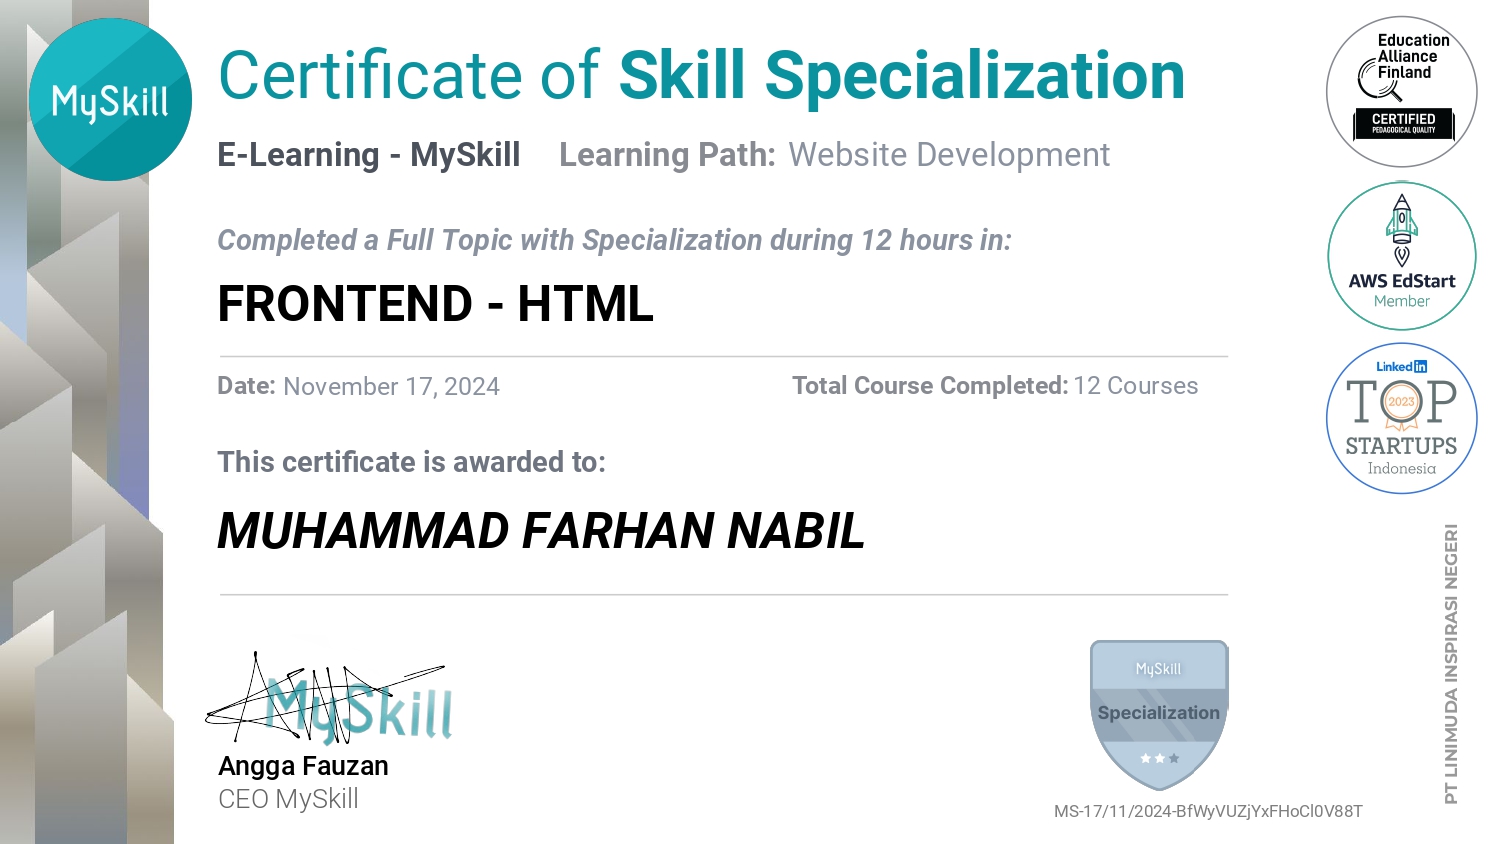 MySkill
Certificate of Skill Specialization
E-Learning - MySkill Learning Path: Website Development
Completed a Full Topic with Specialization during 12 hours in:
FRONTEND - HTML
Date: November 17, 2024 Total Course Completed: 12 Courses
This certificate is awarded to:
MUHAMMAD FARHAN NABIL
MySkill
Angga Fauzan
CEO MySkill
MySkill
Specialization
MS-17/11/2024-BfWyVUZjYxFHoCl0V88T
Education
Alliance
Finland
CERTIFIED
PEDAGOGICAL QUALITY
AWS EdStart
Member
Linked in
TOP
2023
STARTUPS
Indonesia
PT LINIMUDA INSPIRASI NEGERI